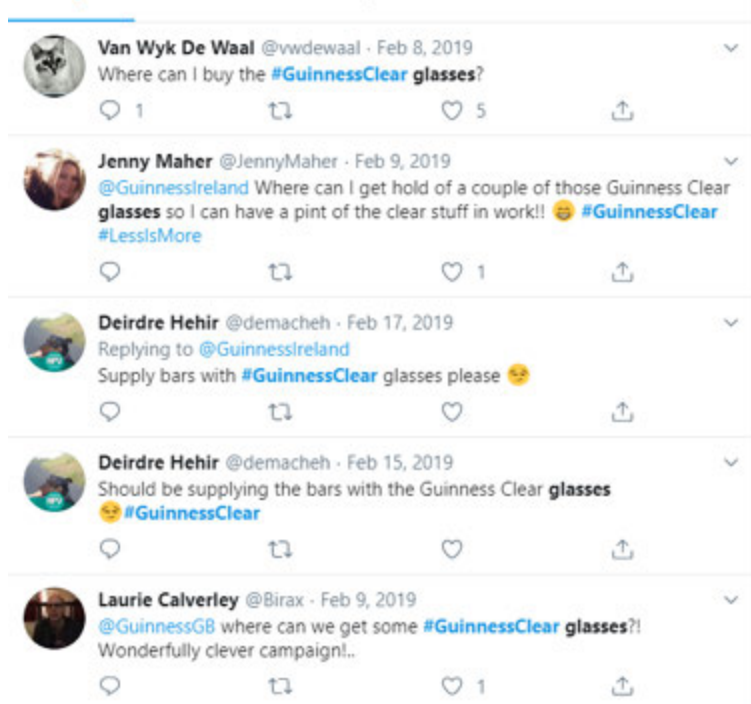 Van Wyk De Waal @vwdewaal · Feb 8, 2019
Where can I buy the #GuinnessClear glasses?
1 5
Jenny Maher @JennyMaher · Feb 9, 2019
@GuinnessIreland Where can I get hold of a couple of those Guinness Clear
glasses so I can have a pint of the clear stuff in work!! 😁 #GuinnessClear
#LessIsMore
1
Deirdre Hehir @demacheh · Feb 17, 2019
Replying to @GuinnessIreland
Supply bars with #GuinnessClear glasses please 😏
Deirdre Hehir @demacheh · Feb 15, 2019
Should be supplying the bars with the Guinness Clear glasses
😏#GuinnessClear
Laurie Calverley @Birax · Feb 9, 2019
@GuinnessGB where can we get some #GuinnessClear glasses?!
Wonderfully clever campaign!..
1